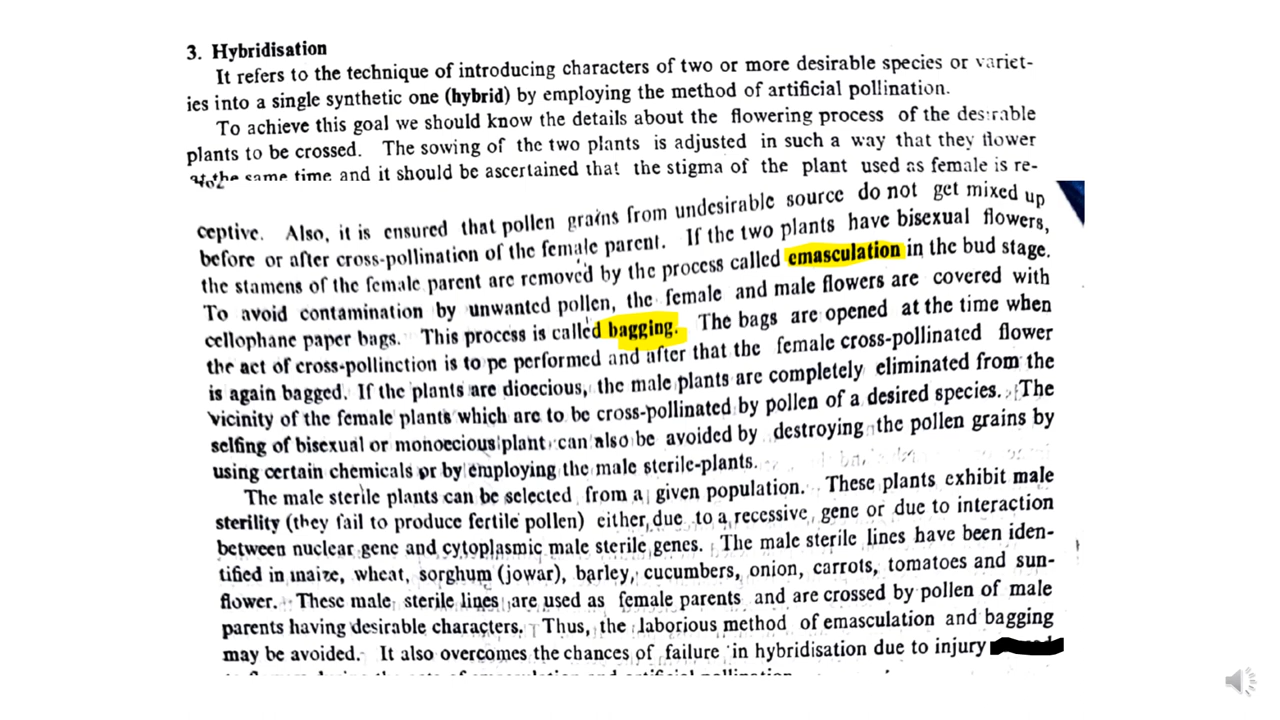 3. Hybridisation
It refers to the technique of introducing characters of two or more desirable species or variet-
ies into a single synthetic one (hybrid) by employing the method of artificial pollination.
To achieve this goal we should know the details about the flowering process of the desirable
plants to be crossed. The sowing of the two plants is adjusted in such a way that they flower
at the same time and it should be ascertained that the stigma of the plant used as female is re-
ceptive. Also, it is ensured that pollen grains from undesirable source do not get mixed up
before or after cross-pollination of the female parent. If the two plants have bisexual flowers,
the stamens of the female parent are removed by the process called emasculation in the bud stage.
To avoid contamination by unwanted pollen, the female and male flowers are covered with
cellophane paper bags. This process is called bagging. The bags are opened at the time when
the act of cross-pollinction is to pe performed and after that the female cross-pollinated flower
is again bagged. If the plants are dioecious, the male plants are completely eliminated from the
vicinity of the female plants which are to be cross-pollinated by pollen of a desired species. The
selfing of bisexual or monoecious plant can also be avoided by destroying the pollen grains by
using certain chemicals or by employing the male sterile-plants.
The male sterile plants can be selected from a given population. These plants exhibit male
sterility (they fail to produce fertile pollen) either due to a recessive gene or due to interaction
between nuclear gene and cytoplasmic male sterile genes. The male sterile lines have been iden-
tified in maize, wheat, sorghum (jowar), barley, cucumbers, onion, carrots, tomatoes and sun-
flower. These male sterile lines are used as female parents and are crossed by pollen of male
parents having desirable characters. Thus, the laborious method of emasculation and bagging
may be avoided. It also overcomes the chances of failure in hybridisation due to injury